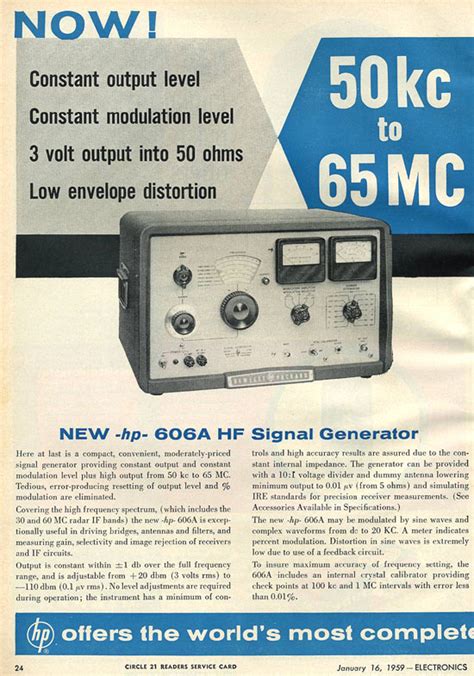 NOW!
Constant output level
Constant modulation level
3 volt output into 50 ohms
Low envelope distortion
50 kc
to
65 MC
HEWLETT PACKARD
NEW -hp- 606A HF Signal Generator
Here at last is a compact, convenient, moderately-priced
signal generator providing constant output and constant
modulation level plus high output from 50 kc to 65 MC.
Tedious, error-producing resetting of output level and %
modulation are eliminated.
Covering the high frequency spectrum, (which includes the
30 and 60 MC radar IF bands) the new -hp- 606A is excep-
tionally useful in driving bridges, antennas and filters, and
measuring gain, selectivity and image rejection of receivers
and IF circuits.
Output is constant within ±1 db over the full frequency
range, and is adjustable from +20 dbm (3 volts rms) to
—110 dbm (0.1 μv rms). No level adjustments are required
during operation; the instrument has a minimum of con-
trols and high accuracy results are assured due to the con-
stant internal impedance. The generator can be provided
with a 10:1 voltage divider and dummy antenna lowering
minimum output to 0.01 μv (from 5 ohms) and simulating
IRE standards for precision receiver measurements. (See
Accessories Available in Specifications.)
The new -hp- 606A may be modulated by sine waves and
complex waveforms from dc to 20 KC. A meter indicates
percent modulation. Distortion in sine waves is extremely
low due to use of a feedback circuit.
To insure maximum accuracy of frequency setting, the
606A includes an internal crystal calibrator providing
check points at 100 kc and 1 MC intervals with error less
than 0.01%.
hp offers the world's most complete
24
CIRCLE 21 READERS SERVICE CARD
January 16, 1959 — ELECTRONICS